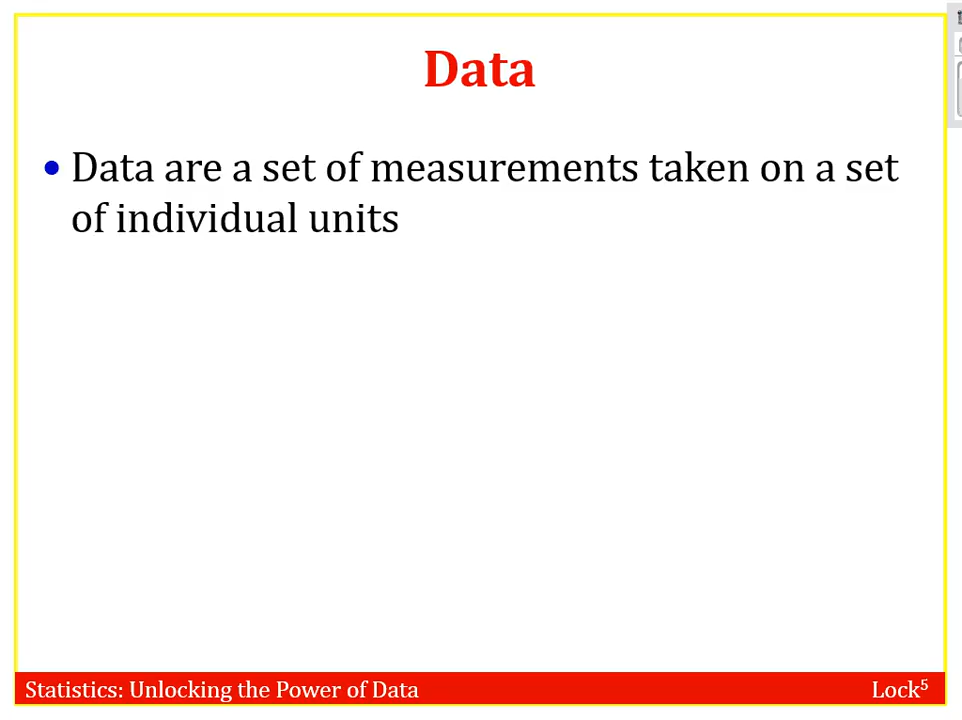 Data
• Data are a set of measurements taken on a set
of individual units
Statistics: Unlocking the Power of Data
Lock⁵